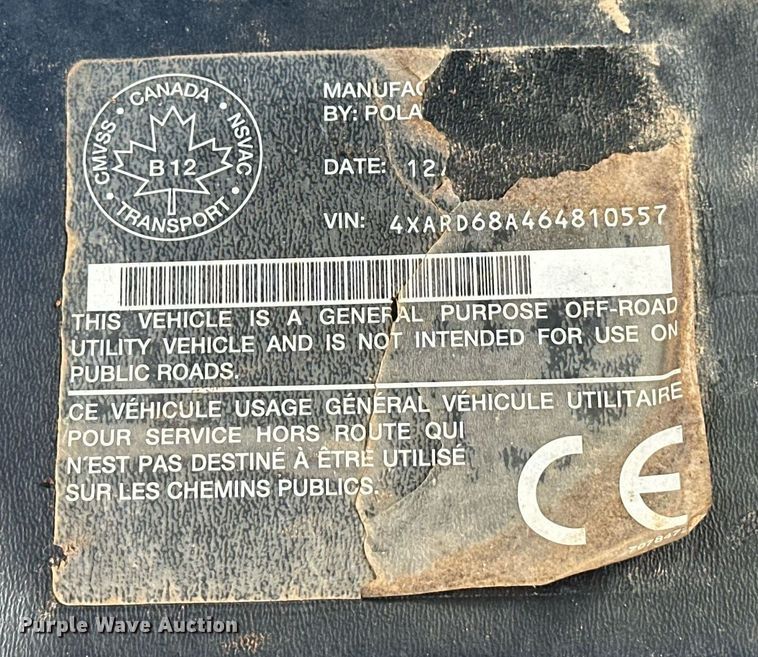 CMVSS · CANADA · NSVAC · TRANSPORT ·
B 12
MANUFAC
BY: POLA
DATE: 12/
VIN: 4XARD68A464810557
THIS VEHICLE IS A GENERAL PURPOSE OFF-ROAD
UTILITY VEHICLE AND IS NOT INTENDED FOR USE ON
PUBLIC ROADS.
CE VÉHICULE USAGE GÉNÉRAL VÉHICULE UTILITAIRE
POUR SERVICE HORS ROUTE QUI
N'EST PAS DESTINÉ À ÊTRE UTILISÉ
SUR LES CHEMINS PUBLICS.
CE
Purple Wave Auction